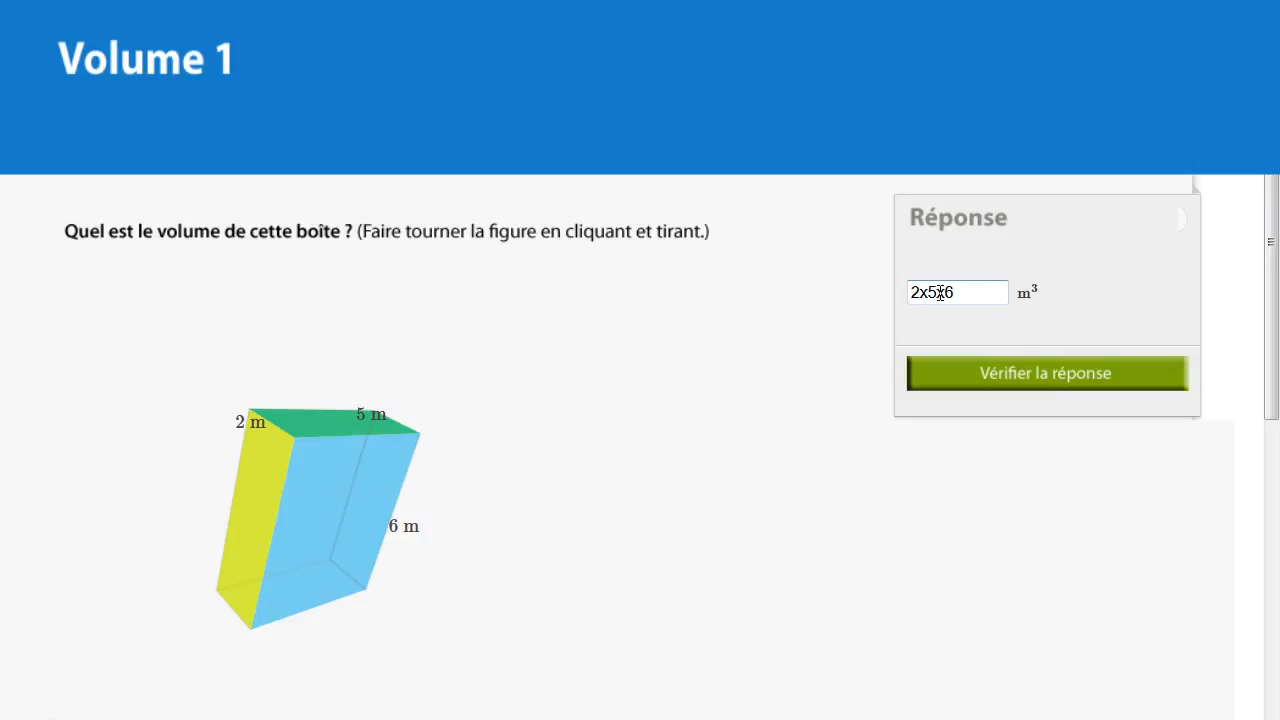 Volume 1
Quel est le volume de cette boîte ? (Faire tourner la figure en cliquant et tirant.)
Réponse
2x5x6 m³
Vérifier la réponse
2 m
5 m
6 m